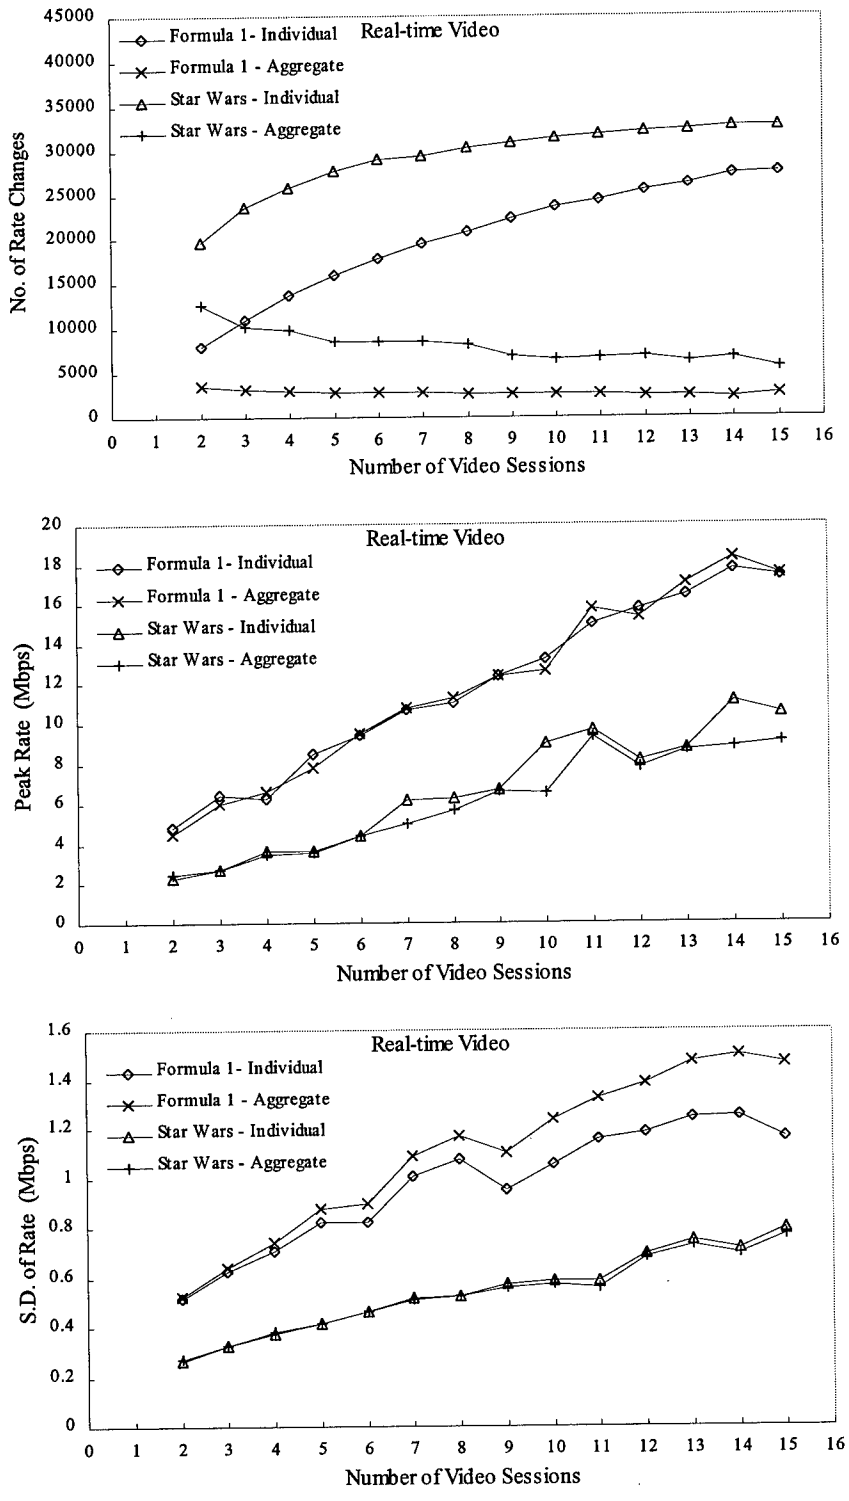 Real-time Video
Formula 1 - Individual
Formula 1 - Aggregate
Star Wars - Individual
Star Wars - Aggregate
No. of Rate Changes
45000
40000
35000
30000
25000
20000
15000
10000
5000
0
0 1 2 3 4 5 6 7 8 9 10 11 12 13 14 15 16
Number of Video Sessions
Real-time Video
Formula 1 - Individual
Formula 1 - Aggregate
Star Wars - Individual
Star Wars - Aggregate
Peak Rate (Mbps)
20
18
16
14
12
10
8
6
4
2
0
0 1 2 3 4 5 6 7 8 9 10 11 12 13 14 15 16
Number of Video Sessions
Real-time Video
Formula 1 - Individual
Formula 1 - Aggregate
Star Wars - Individual
Star Wars - Aggregate
S.D. of Rate (Mbps)
1.6
1.4
1.2
1
0.8
0.6
0.4
0.2
0
0 1 2 3 4 5 6 7 8 9 10 11 12 13 14 15 16
Number of Video Sessions